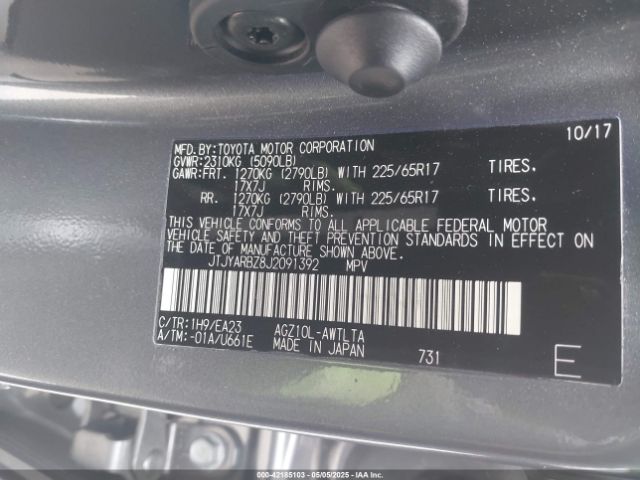 10/17
MFD.BY:TOYOTA MOTOR CORPORATION
GVWR:2310KG (5090LB)
GAWR:FRT. 1270KG (2790LB) WITH 225/65R17 TIRES.
17X7J RIMS.
RR. 1270KG (2790LB) WITH 225/65R17 TIRES.
17X7J RIMS.
THIS VEHICLE CONFORMS TO ALL APPLICABLE FEDERAL MOTOR
VEHICLE SAFETY AND THEFT PREVENTION STANDARDS IN EFFECT ON
THE DATE OF MANUFACTURE SHOWN ABOVE.
JTJYARBZ8J2091392 MPV
C/TR:1H9/EA23 AGZ10L-AWTLTA
A/TM:-01A/U661E MADE IN JAPAN 731 E
000-42185103 - 05/05/2025 - IAA, LLC.